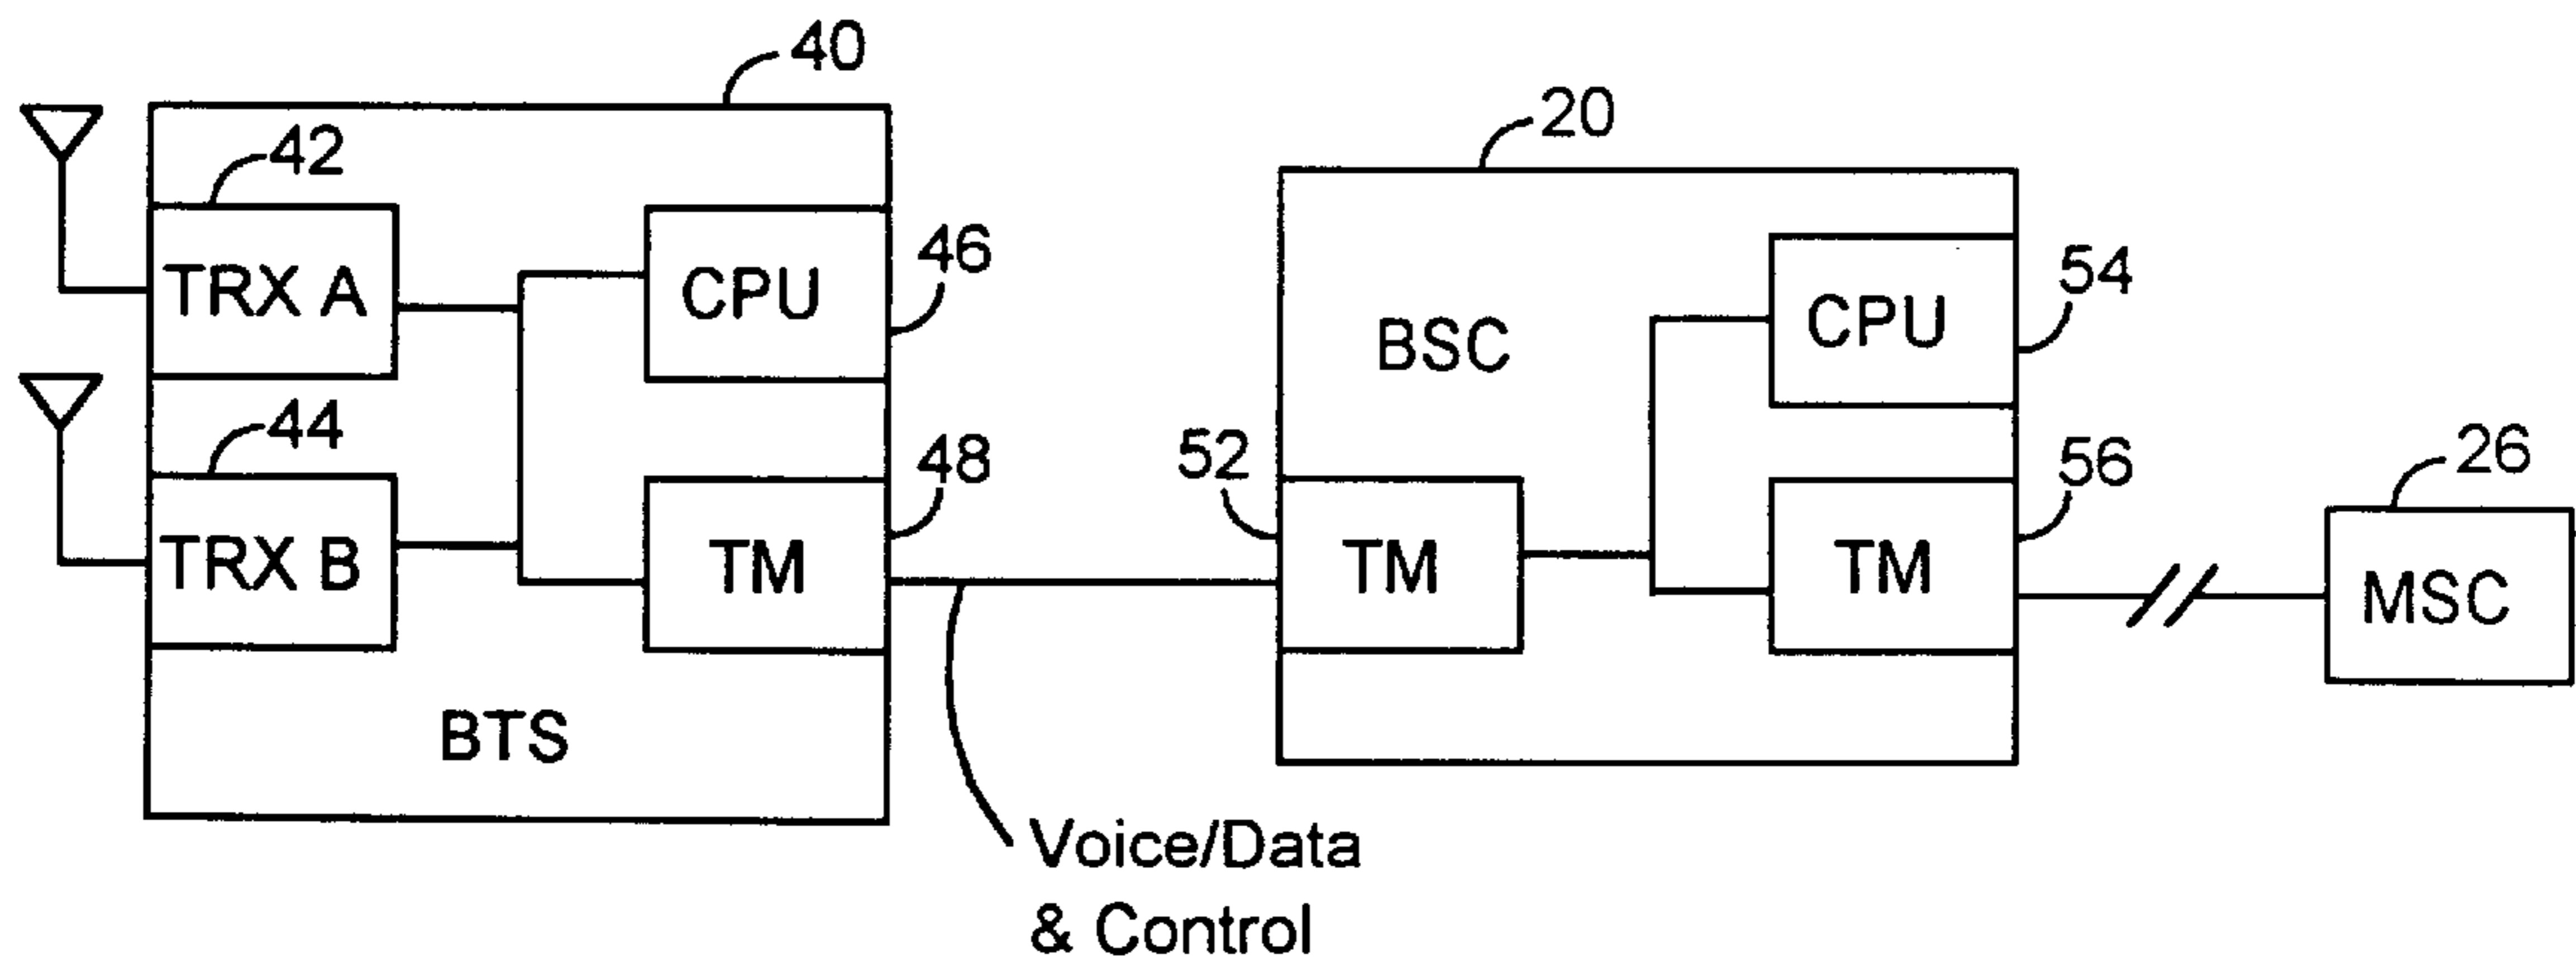 40
20
42
TRX A
CPU
46
CPU
54
BSC
44
TRX B
TM
48
52
TM
TM
56
26
MSC
BTS
Voice/Data
& Control